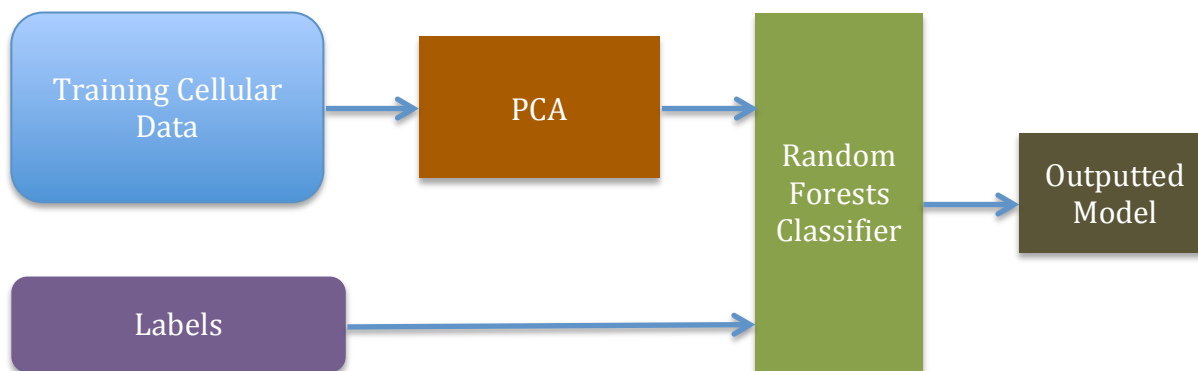 Training Cellular
Data
PCA
Random
Forests
Classifier
Outputted
Model
Labels